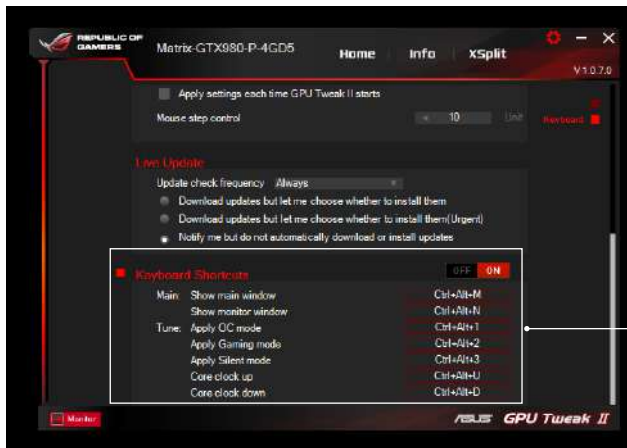 REPUBLIC OF
GAMERS
Matrix-GTX980-P-4GD5
Home Info XSplit
V1.0.7.0
Apply settings each time GPU Tweak II starts
Mouse step control 10 Unit
Keyboard
Live Update
Update check frequency Always
Download updates but let me choose whether to install them
Download updates but let me choose whether to install them(Urgent)
Notify me but do not automatically download or install updates
Keyboard Shortcuts OFF ON
Main: Show main window Ctrl+Alt+M
Show monitor window Ctrl+Alt+N
Tune: Apply OC mode Ctrl+Alt+1
Apply Gaming mode Ctrl+Alt+2
Apply Silent mode Ctrl+Alt+3
Core clock up Ctrl+Alt+U
Core clock down Ctrl+Alt+D
Monitor
ASUS GPU Tweak II